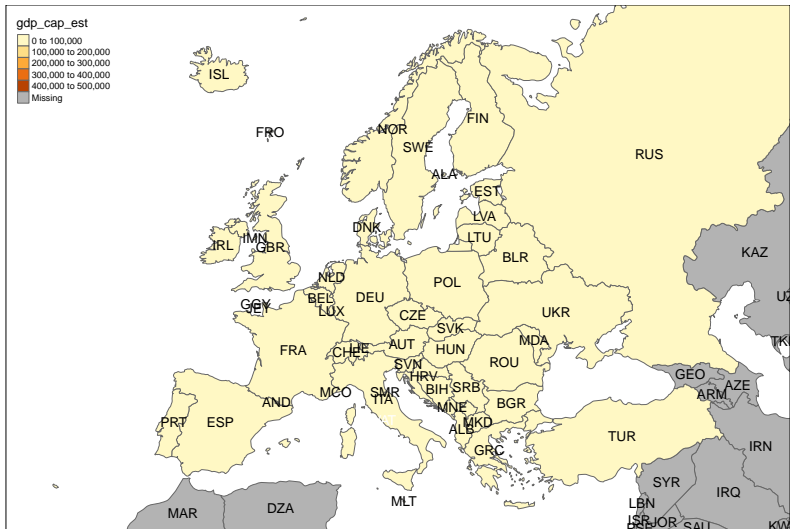 gdp_cap_est
0 to 100,000
100,000 to 200,000
200,000 to 300,000
300,000 to 400,000
400,000 to 500,000
Missing
ISL
FRO
NOR
FIN
SWE
RUS
ALA
EST
LVA
DNK
LTU
IRL
IMN
GBR
BLR
KAZ
NLD
POL
BEL
DEU
GGY
JEY
LUX
CZE
UKR
SVK
MDA
FRA
CHE
LIE
AUT
HUN
ROU
SVN
HRV
BIH
SRB
GEO
AZE
ARM
MCO
SMR
ITA
AND
MNE
BGR
PRT
ESP
MKD
ALB
GRC
TUR
IRN
SYR
IRQ
MLT
LBN
MAR
DZA
ISR
JOR